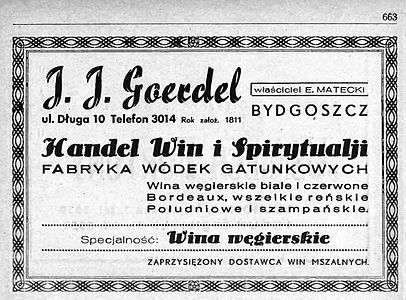 663
J. J. Goerdel
właściciel E. MATECKI
ul. Długa 10 Telefon 3014 Rok założ. 1811
BYDGOSZCZ
Handel Win i Spirytualji
FABRYKA WÓDEK GATUNKOWYCH
Wina węgierskie białe i czerwone
Bordeaux, wszelkie reńskie
Południowe i szampańskie.
Specjalność: Wina węgierskie
ZAPRZYSIĘŻONY DOSTAWCA WIN MSZALNYCH.